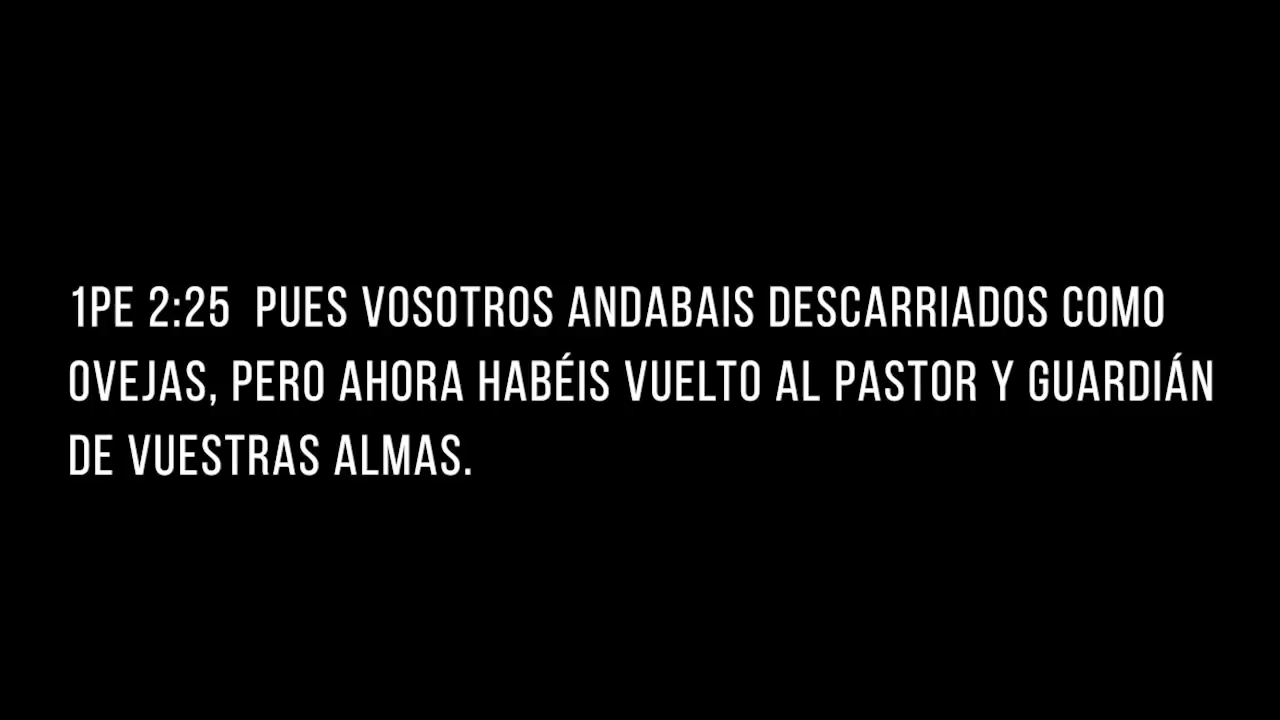 1PE 2:25  PUES VOSOTROS ANDABAIS DESCARRIADOS COMO
OVEJAS, PERO AHORA HABÉIS VUELTO AL PASTOR Y GUARDIÁN
DE VUESTRAS ALMAS.